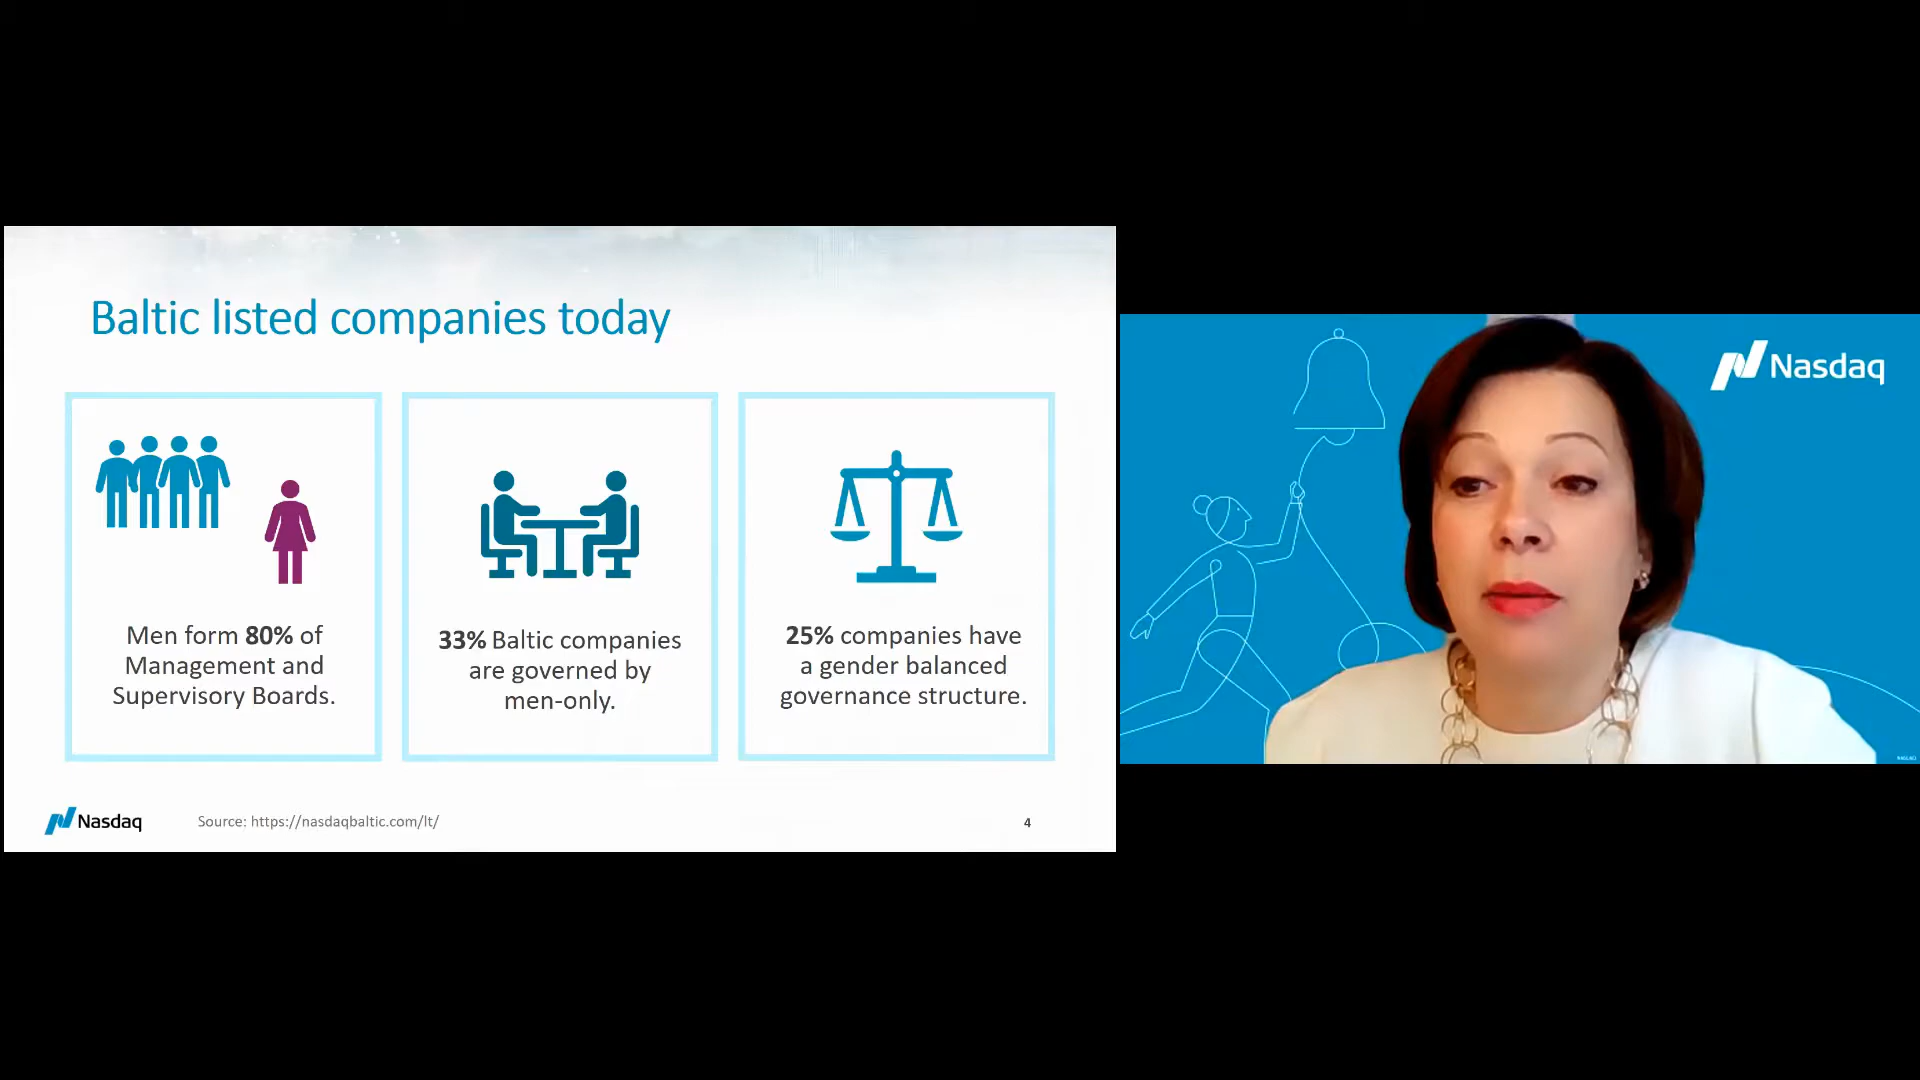 Baltic listed companies today
Men form 80% of
Management and
Supervisory Boards.
33% Baltic companies
are governed by
men-only.
25% companies have
a gender balanced
governance structure.
Nasdaq
Source: https://nasdaqbaltic.com/lt/
4
Nasdaq